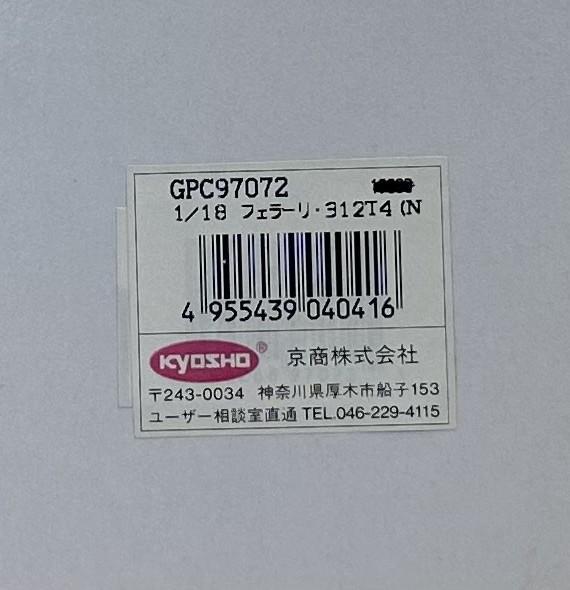 GPC97072
1/18 フェラーリ・312T4 (N
4 955439 040416
KYOSHO® 京商株式会社
〒243-0034 神奈川県厚木市船子153
ユーザー相談室直通 TEL.046-229-4115